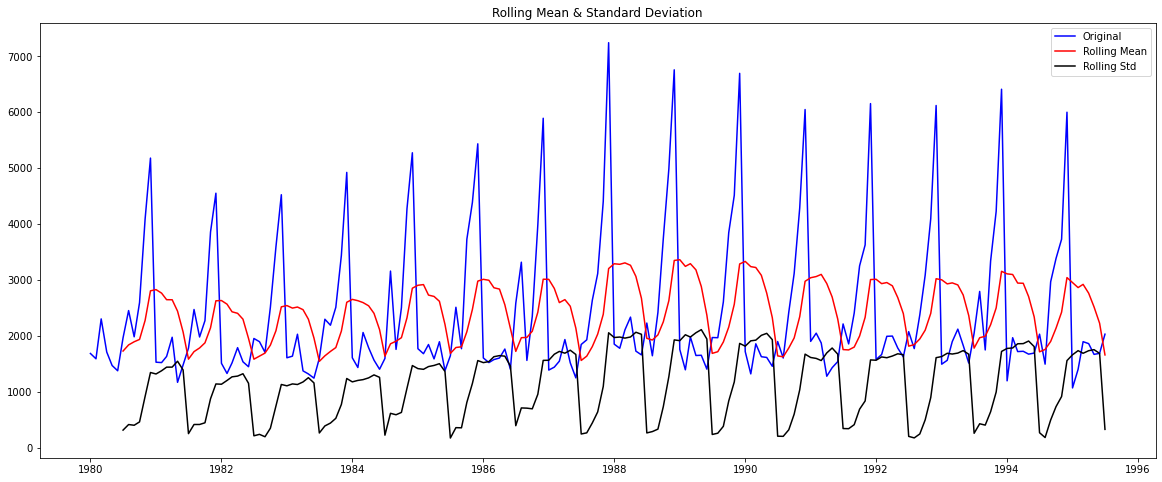 Rolling Mean & Standard Deviation
Original
Rolling Mean
Rolling Std
7000
6000
5000
4000
3000
2000
1000
0
1980 1982 1984 1986 1988 1990 1992 1994 1996